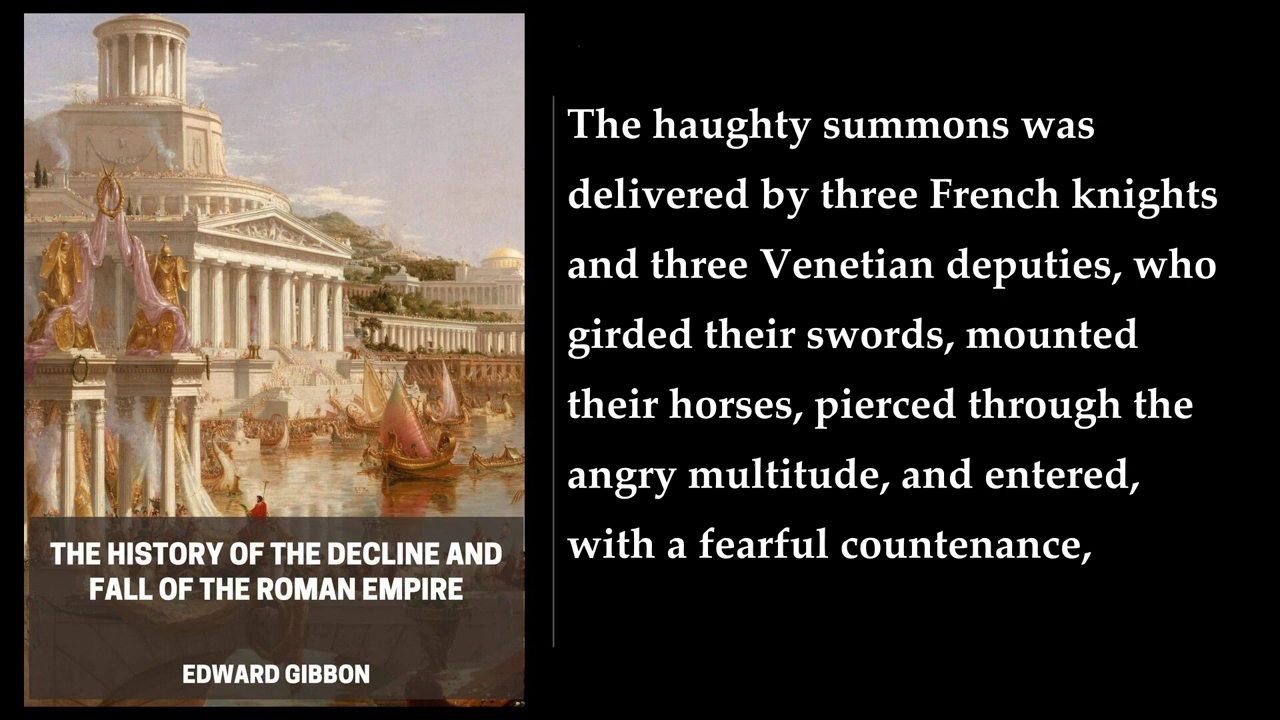 THE HISTORY OF THE DECLINE AND
FALL OF THE ROMAN EMPIRE
EDWARD GIBBON
The haughty summons was
delivered by three French knights
and three Venetian deputies, who
girded their swords, mounted
their horses, pierced through the
angry multitude, and entered,
with a fearful countenance,